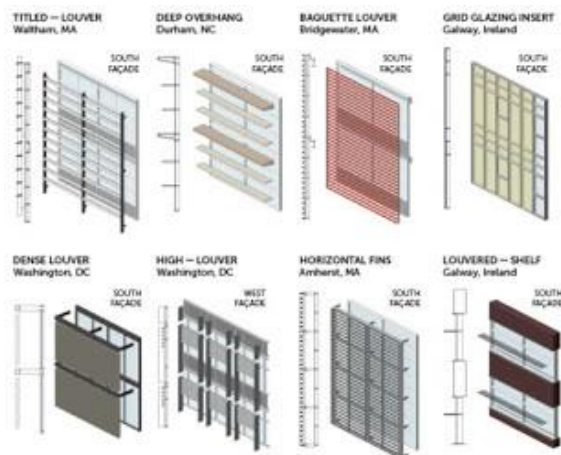 TITLED — LOUVER
Waltham, MA
SOUTH
FAÇADE
DEEP OVERHANG
Durham, NC
SOUTH
FAÇADE
BAGUETTE LOUVER
Bridgewater, MA
SOUTH
FAÇADE
GRID GLAZING INSERT
Galway, Ireland
SOUTH
FAÇADE
DENSE LOUVER
Washington, DC
SOUTH
FAÇADE
HIGH — LOUVER
Washington, DC
WEST
FAÇADE
HORIZONTAL FINS
Amherst, MA
SOUTH
FAÇADE
LOUVERED — SHELF
Galway, Ireland
SOUTH
FAÇADE